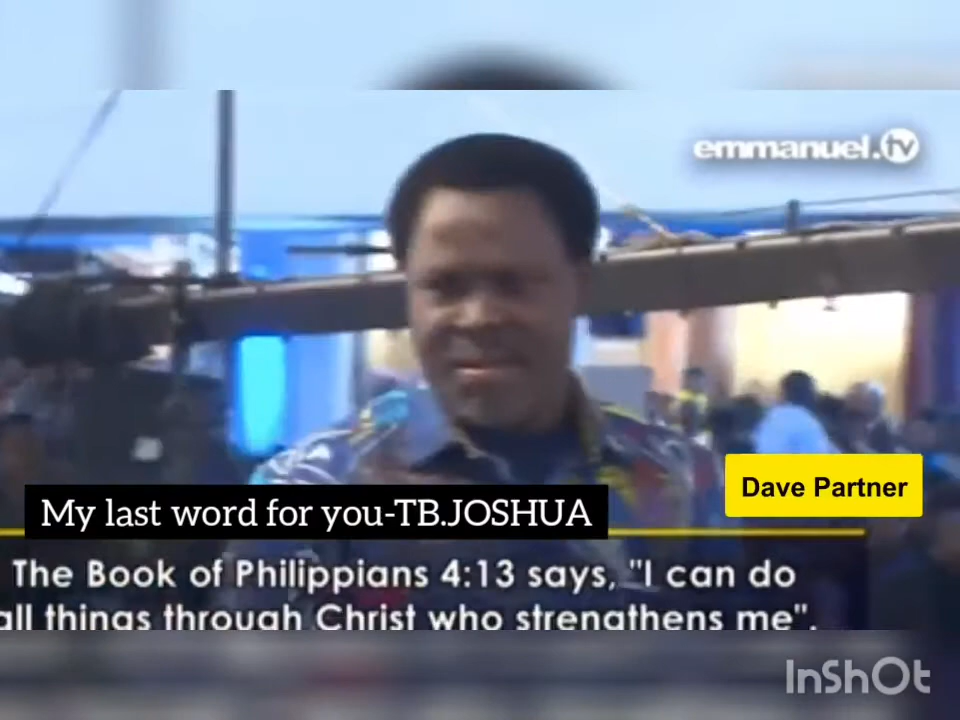 emmanuel.tv
Dave Partner
My last word for you-TB.JOSHUA
The Book of Philippians 4:13 says, "I can do
all things through Christ who strengthens me".
InShOt